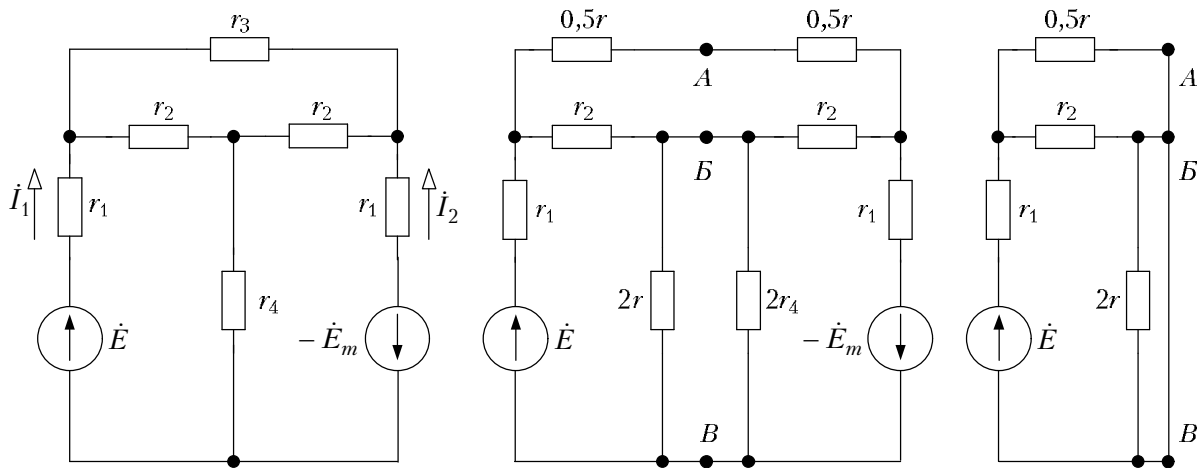 r3
r2 r2
İ1 r1 r1 İ2
r4
Ė − Ėm
0,5r 0,5r
А
r2 r2
Б
r1 r1
2r 2r4
Ė − Ėm
В
0,5r
А
r2
Б
r1
2r
Ė
В